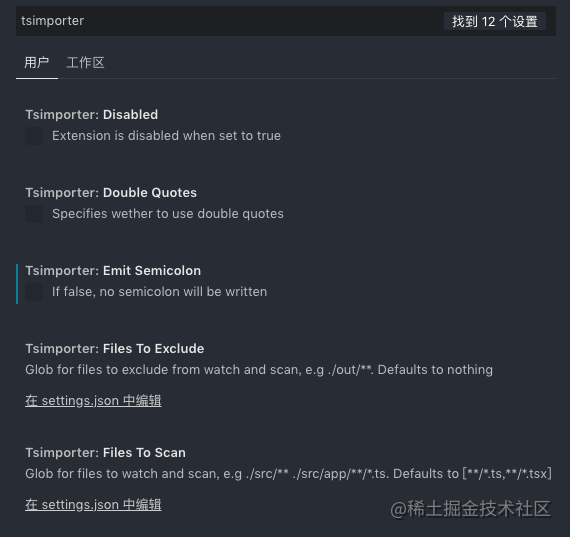 tsimporter
找到 12 个设置
用户 工作区
Tsimporter: Disabled
Extension is disabled when set to true
Tsimporter: Double Quotes
Specifies wether to use double quotes
Tsimporter: Emit Semicolon
If false, no semicolon will be written
Tsimporter: Files To Exclude
Glob for files to exclude from watch and scan, e.g ./out/**. Defaults to nothing
在 settings.json 中编辑
Tsimporter: Files To Scan
Glob for files to watch and scan, e.g ./src/** ./src/app/**/*.ts. Defaults to [**/*.ts,**/*.tsx]
在 settings.json 中编辑
@稀土掘金技术社区